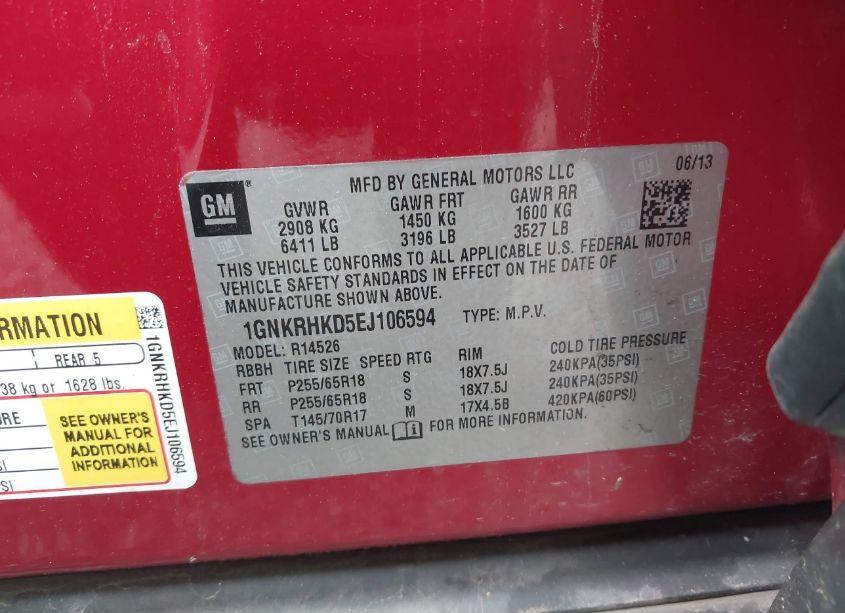 06/13
MFD BY GENERAL MOTORS LLC
GM
GVWR GAWR FRT GAWR RR
2908 KG 1450 KG 1600 KG
6411 LB 3196 LB 3527 LB
THIS VEHICLE CONFORMS TO ALL APPLICABLE U.S. FEDERAL MOTOR
VEHICLE SAFETY STANDARDS IN EFFECT ON THE DATE OF
MANUFACTURE SHOWN ABOVE.
1GNKRHKD5EJ106594 TYPE: M.P.V.
MODEL: R14526
RBBH TIRE SIZE SPEED RTG RIM COLD TIRE PRESSURE
FRT P255/65R18 S 18X7.5J 240KPA(35PSI)
RR P255/65R18 S 18X7.5J 240KPA(35PSI)
SPA T145/70R17 M 17X4.5B 420KPA(60PSI)
SEE OWNER'S MANUAL FOR MORE INFORMATION.
REAR 5
38 kg or 1628 lbs.
SEE OWNER'S
MANUAL FOR
ADDITIONAL
INFORMATION
1GNKRHKD5EJ106594